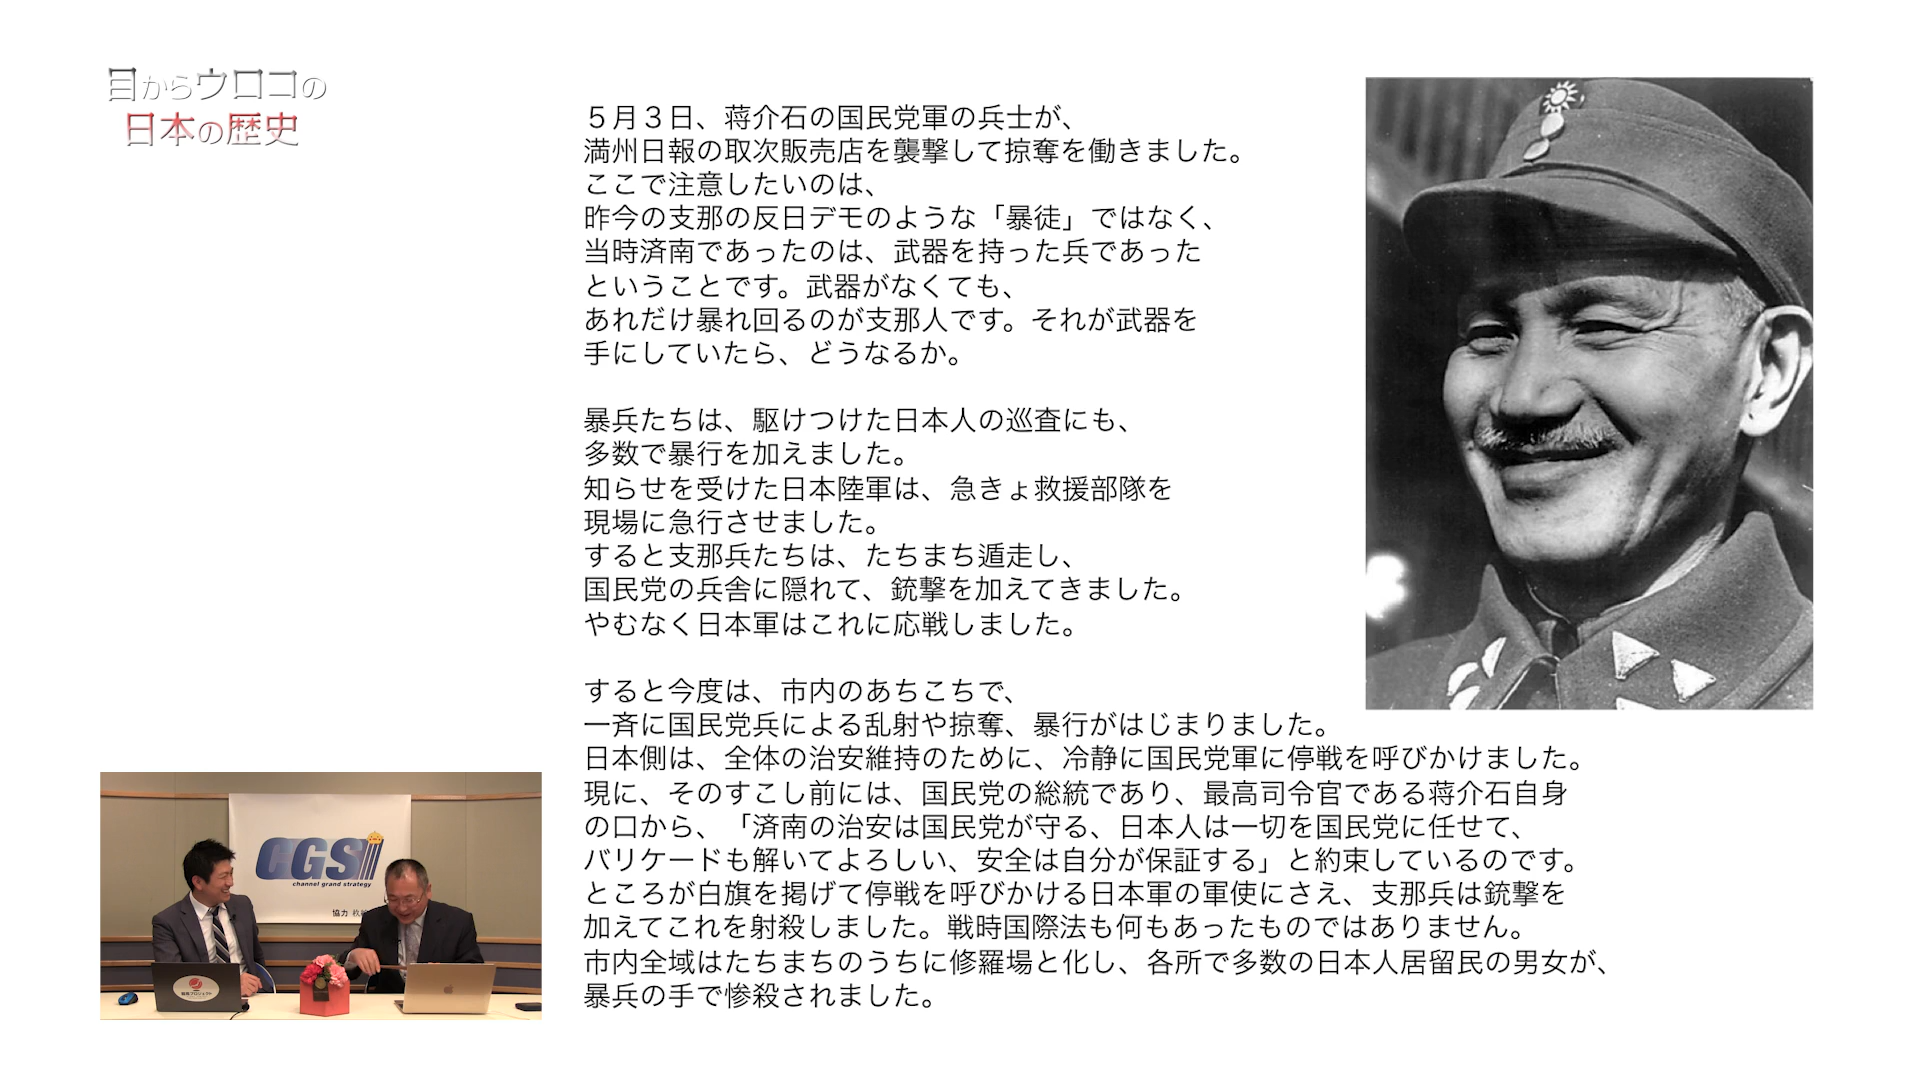 目からウロコの
日本の歴史
５月３日、蒋介石の国民党軍の兵士が、
満州日報の取次販売店を襲撃して掠奪を働きました。
ここで注意したいのは、
昨今の支那の反日デモのような「暴徒」ではなく、
当時済南であったのは、武器を持った兵であった
ということです。武器がなくても、
あれだけ暴れ回るのが支那人です。それが武器を
手にしていたら、どうなるか。
暴兵たちは、駆けつけた日本人の巡査にも、
多数で暴行を加えました。
知らせを受けた日本陸軍は、急きょ救援部隊を
現場に急行させました。
すると支那兵たちは、たちまち遁走し、
国民党の兵舎に隠れて、銃撃を加えてきました。
やむなく日本軍はこれに応戦しました。
すると今度は、市内のあちこちで、
一斉に国民党兵による乱射や掠奪、暴行がはじまりました。
日本側は、全体の治安維持のために、冷静に国民党軍に停戦を呼びかけました。
現に、そのすこし前には、国民党の総統であり、最高司令官である蒋介石自身
の口から、「済南の治安は国民党が守る、日本人は一切を国民党に任せて、
バリケードも解いてよろしい、安全は自分が保証する」と約束しているのです。
ところが白旗を掲げて停戦を呼びかける日本軍の軍使にさえ、支那兵は銃撃を
加えてこれを射殺しました。戦時国際法も何もあったものではありません。
市内全域はたちまちのうちに修羅場と化し、各所で多数の日本人居留民の男女が、
暴兵の手で惨殺されました。
CGS
channel grand strategy
協力